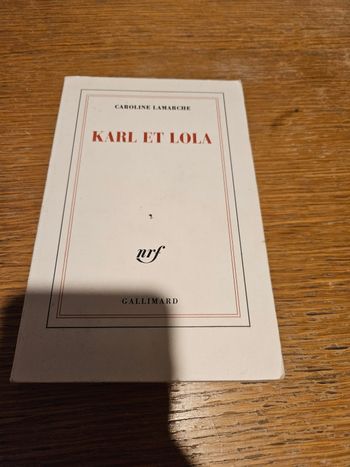 CAROLINE LAMARCHE
KARL ET LOLA
nrf
GALLIMARD